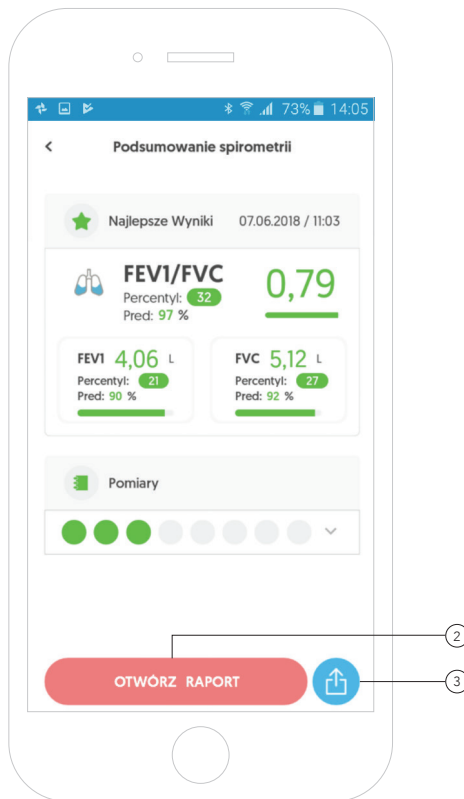 73% 14:05
Podsumowanie spirometrii
Najlepsze Wyniki 07.06.2018 / 11:03
FEV1/FVC 0,79
Percentyl: 32
Pred: 97 %
FEV1 4,06 L
Percentyl: 21
Pred: 90 %
FVC 5,12 L
Percentyl: 27
Pred: 92 %
Pomiary
2
OTWÓRZ RAPORT
3